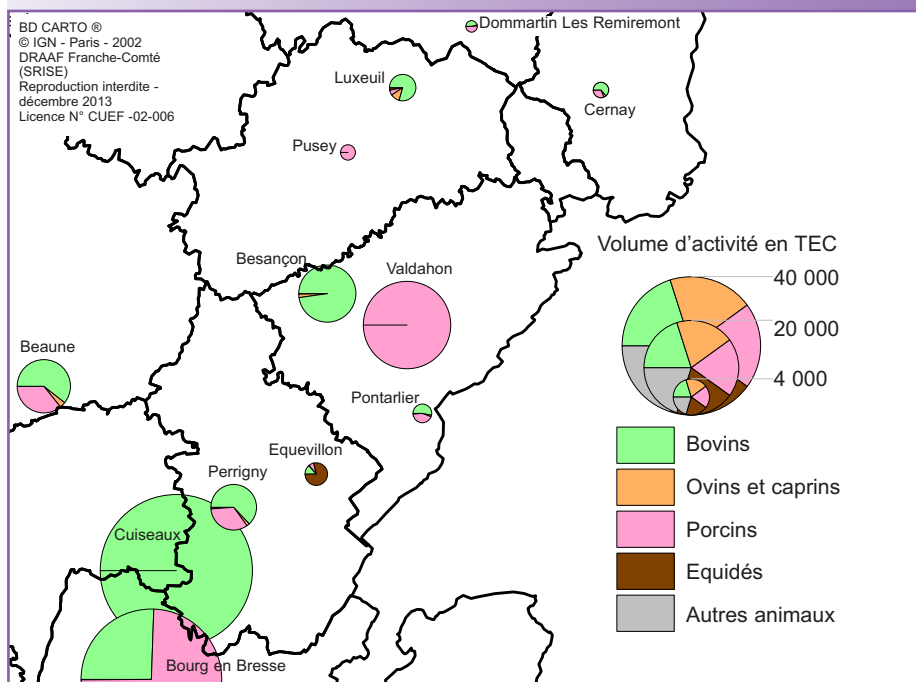 BD CARTO ®
© IGN - Paris - 2002
DRAAF Franche-Comté
(SRISE)
Reproduction interdite -
décembre 2013
Licence N° CUEF -02-006
Dommartin Les Remiremont
Luxeuil
Cernay
Pusey
Besançon
Valdahon
Beaune
Pontarlier
Equevillon
Perrigny
Cuiseaux
Bourg en Bresse
Volume d'activité en TEC
40 000
20 000
4 000
Bovins
Ovins et caprins
Porcins
Equidés
Autres animaux